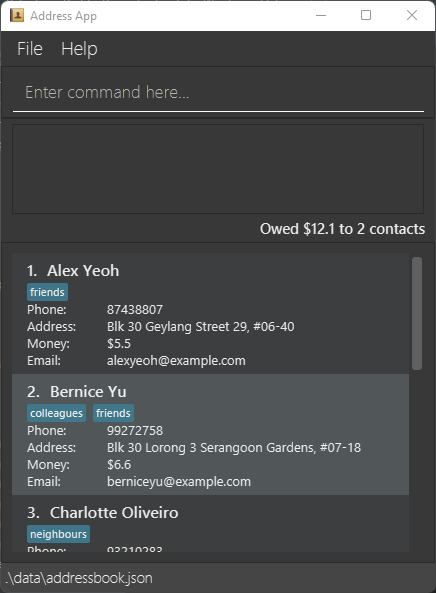 Address App
File Help
Enter command here...
Owed $12.1 to 2 contacts
1. Alex Yeoh
friends
Phone: 87438807
Address: Blk 30 Geylang Street 29, #06-40
Money: $5.5
Email: alexyeoh@example.com
2. Bernice Yu
colleagues friends
Phone: 99272758
Address: Blk 30 Lorong 3 Serangoon Gardens, #07-18
Money: $6.6
Email: berniceyu@example.com
3. Charlotte Oliveiro
neighbours
Phone: 93210283
.\data\addressbook.json